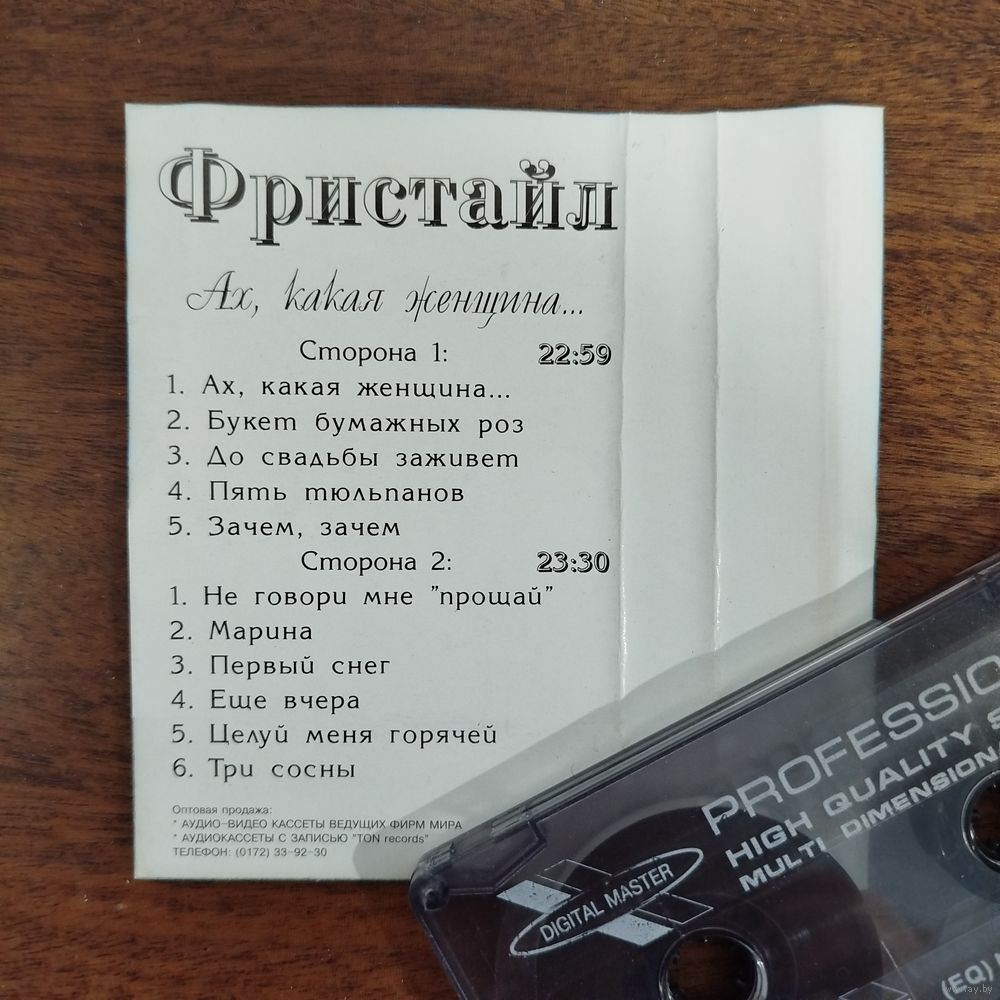 Фристайл
Ах, какая женщина...
Сторона 1: 22:59
1. Ах, какая женщина...
2. Букет бумажных роз
3. До свадьбы заживет
4. Пять тюльпанов
5. Зачем, зачем
Сторона 2: 23:30
1. Не говори мне "прощай"
2. Марина
3. Первый снег
4. Еще вчера
5. Целуй меня горячей
6. Три сосны
Оптовая продажа:
* АУДИО-ВИДЕО КАССЕТЫ ВЕДУЩИХ ФИРМ МИРА
* АУДИОКАССЕТЫ С ЗАПИСЬЮ "TON records"
ТЕЛЕФОН: (0172) 33-92-30
PROFESSIO
HIGH QUALITY S
MULTI DIMENSION
DIGITAL MASTER
(EQ)